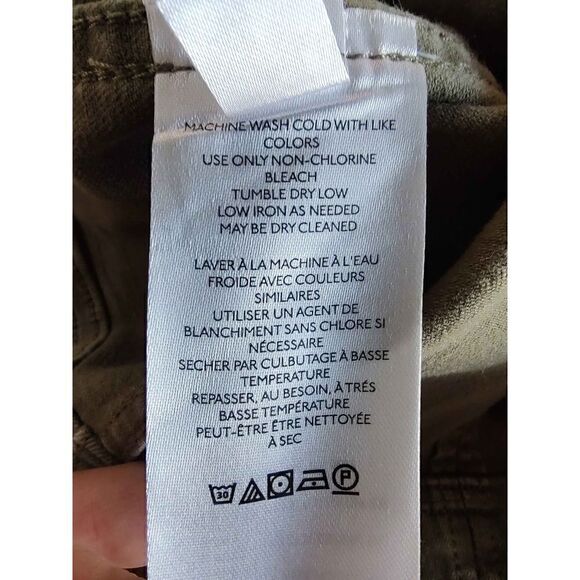 MACHINE WASH COLD WITH LIKE
COLORS
USE ONLY NON-CHLORINE
BLEACH
TUMBLE DRY LOW
LOW IRON AS NEEDED
MAY BE DRY CLEANED
LAVER À LA MACHINE À L'EAU
FROIDE AVEC COULEURS
SIMILAIRES
UTILISER UN AGENT DE
BLANCHIMENT SANS CHLORE SI
NÉCESSAIRE
SECHER PAR CULBUTAGE À BASSE
TEMPERATURE
REPASSER, AU BESOIN, À TRÉS
BASSE TEMPÉRATURE
PEUT-ÊTRE ÊTRE NETTOYÉE
À SEC
30 P